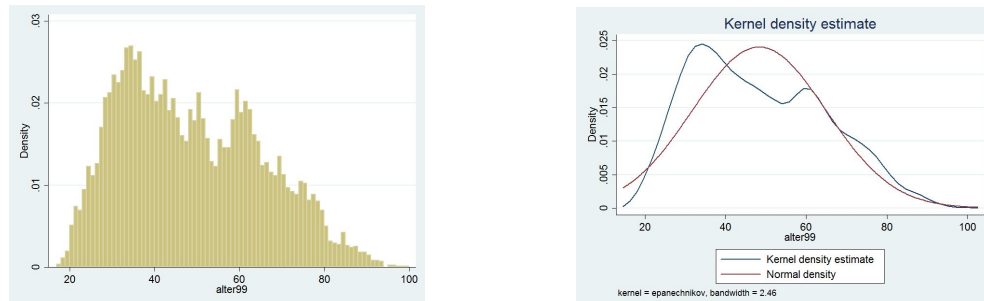 Density
0
.01
.02
.03
20
40
60
80
100
alter99
Kernel density estimate
Density
0
.005
.01
.015
.02
.025
20
40
60
80
100
alter99
Kernel density estimate
Normal density
kernel = epanechnikov, bandwidth = 2.46